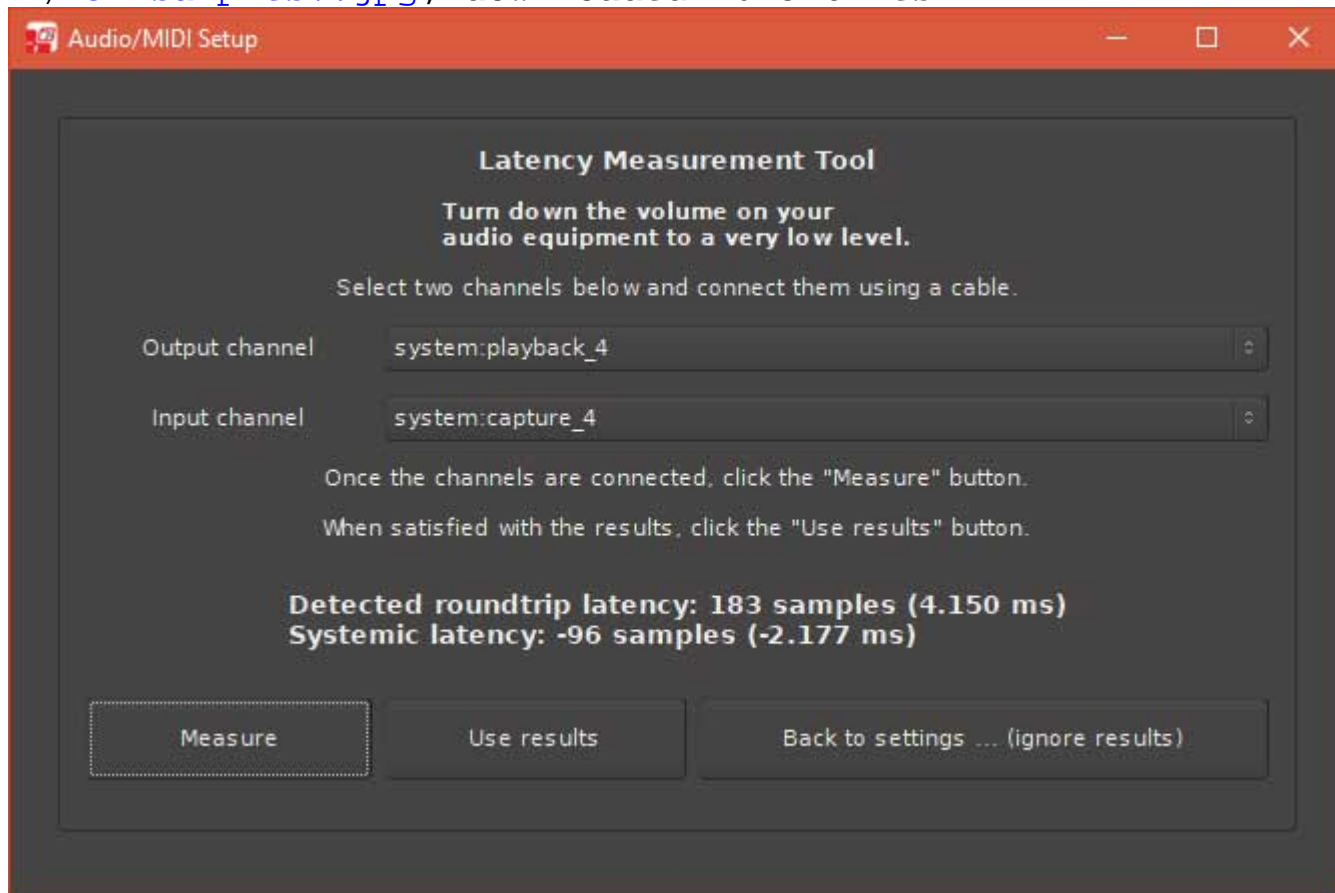 Audio/MIDI Setup
Latency Measurement Tool
Turn down the volume on your
audio equipment to a very low level.
Select two channels below and connect them using a cable.
Output channel system:playback_4
Input channel system:capture_4
Once the channels are connected, click the "Measure" button.
When satisfied with the results, click the "Use results" button.
Detected roundtrip latency: 183 samples (4.150 ms)
Systemic latency: -96 samples (-2.177 ms)
Measure Use results Back to settings ... (ignore results)